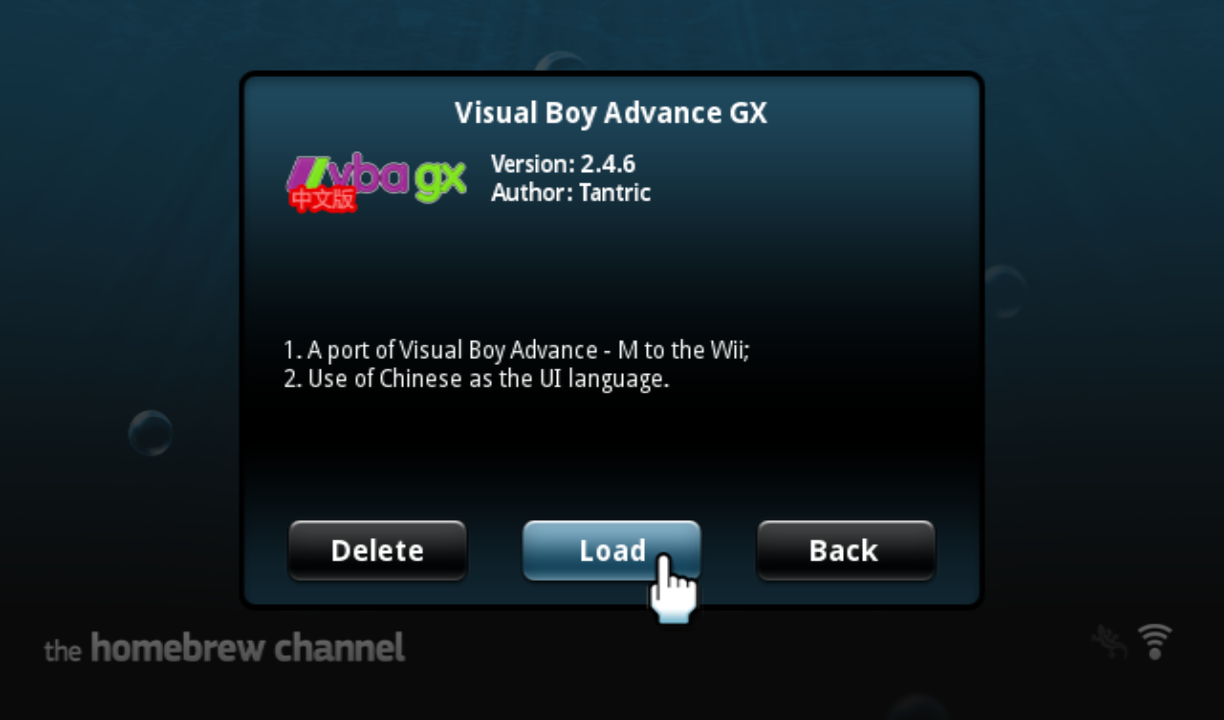 Visual Boy Advance GX
vba gx
中文版
Version: 2.4.6
Author: Tantric
1. A port of Visual Boy Advance - M to the Wii;
2. Use of Chinese as the UI language.
Delete
Load
Back
the homebrew channel